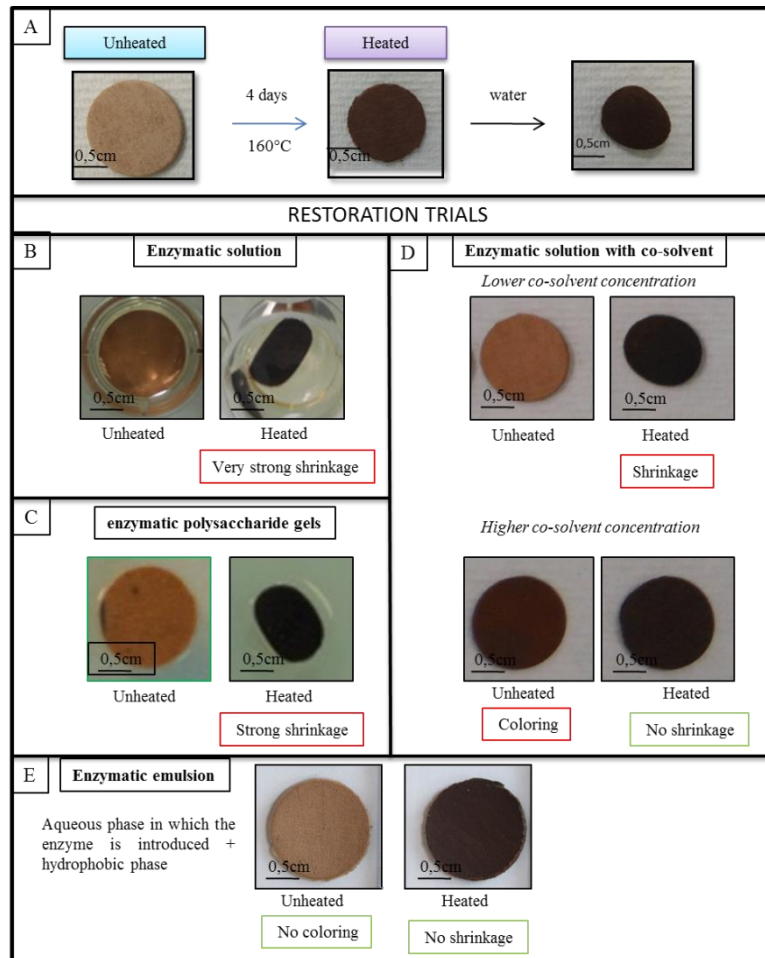 A
Unheated
Heated
4 days
160°C
water
0,5cm
0,5cm
0,5cm
RESTORATION TRIALS
B
Enzymatic solution
0,5cm
0,5cm
Unheated
Heated
Very strong shrinkage
C
enzymatic polysaccharide gels
0,5cm
0,5cm
Unheated
Heated
Strong shrinkage
D
Enzymatic solution with co-solvent
Lower co-solvent concentration
0,5cm
0,5cm
Unheated
Heated
Shrinkage
Higher co-solvent concentration
0,5cm
0,5cm
Unheated
Heated
Coloring
No shrinkage
E
Enzymatic emulsion
Aqueous phase in which the
enzyme is introduced +
hydrophobic phase
0,5cm
0,5cm
Unheated
Heated
No coloring
No shrinkage